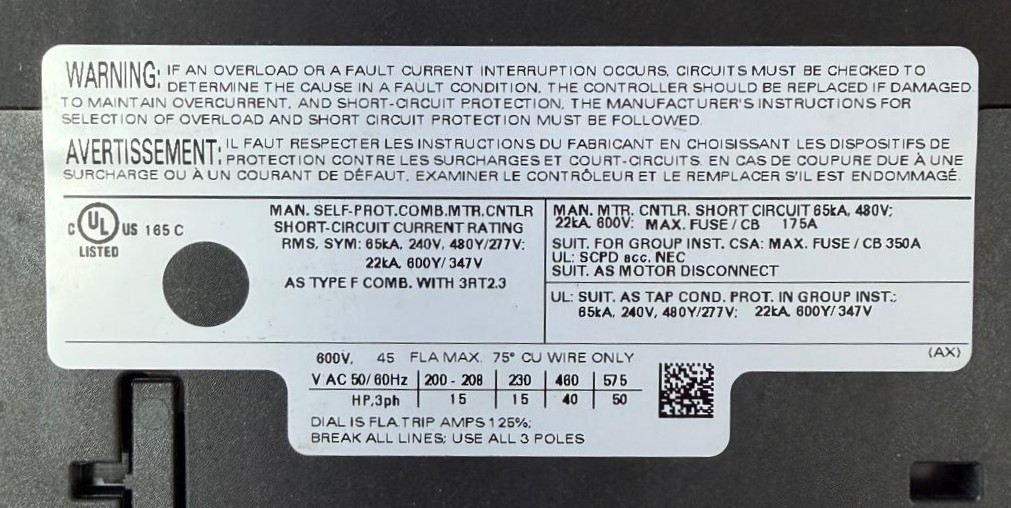 WARNING: IF AN OVERLOAD OR A FAULT CURRENT INTERRUPTION OCCURS, CIRCUITS MUST BE CHECKED TO
DETERMINE THE CAUSE IN A FAULT CONDITION, THE CONTROLLER SHOULD BE REPLACED IF DAMAGED
TO MAINTAIN OVERCURRENT, AND SHORT-CIRCUIT PROTECTION, THE MANUFACTURER'S INSTRUCTIONS FOR
SELECTION OF OVERLOAD AND SHORT CIRCUIT PROTECTION MUST BE FOLLOWED.
AVERTISSEMENT: IL FAUT RESPECTER LES INSTRUCTIONS DU FABRICANT EN CHOISISSANT LES DISPOSITIFS DE
PROTECTION CONTRE LES SURCHARGES ET COURT-CIRCUITS. EN CAS DE COUPURE DUE À UNE
SURCHARGE OU À UN COURANT DE DÉFAUT, EXAMINER LE CONTRÔLEUR ET LE REMPLACER S'IL EST ENDOMMAGÉ.
C UL US 165 C
LISTED
MAN. SELF-PROT.COMB.MTR.CNTLR
SHORT-CIRCUIT CURRENT RATING
RMS, SYM: 65kA, 240V, 480Y/277V;
22kA, 600Y/ 347V
AS TYPE F COMB. WITH 3RT2.3
MAN. MTR. CNTLR. SHORT CIRCUIT 65kA, 480V;
22kA, 600V; MAX. FUSE / CB 175A
SUIT. FOR GROUP INST. CSA: MAX. FUSE / CB 350A
UL: SCPD acc. NEC
SUIT. AS MOTOR DISCONNECT
UL: SUIT. AS TAP COND. PROT. IN GROUP INST.:
65kA, 240V, 480Y/277V; 22kA, 600Y/ 347V
(AX)
600V, 45 FLA MAX. 75° CU WIRE ONLY
V AC 50/ 60Hz 200 - 208 230 460 575
HP,3ph 15 15 40 50
DIAL IS FLA TRIP AMPS 125%;
BREAK ALL LINES; USE ALL 3 POLES